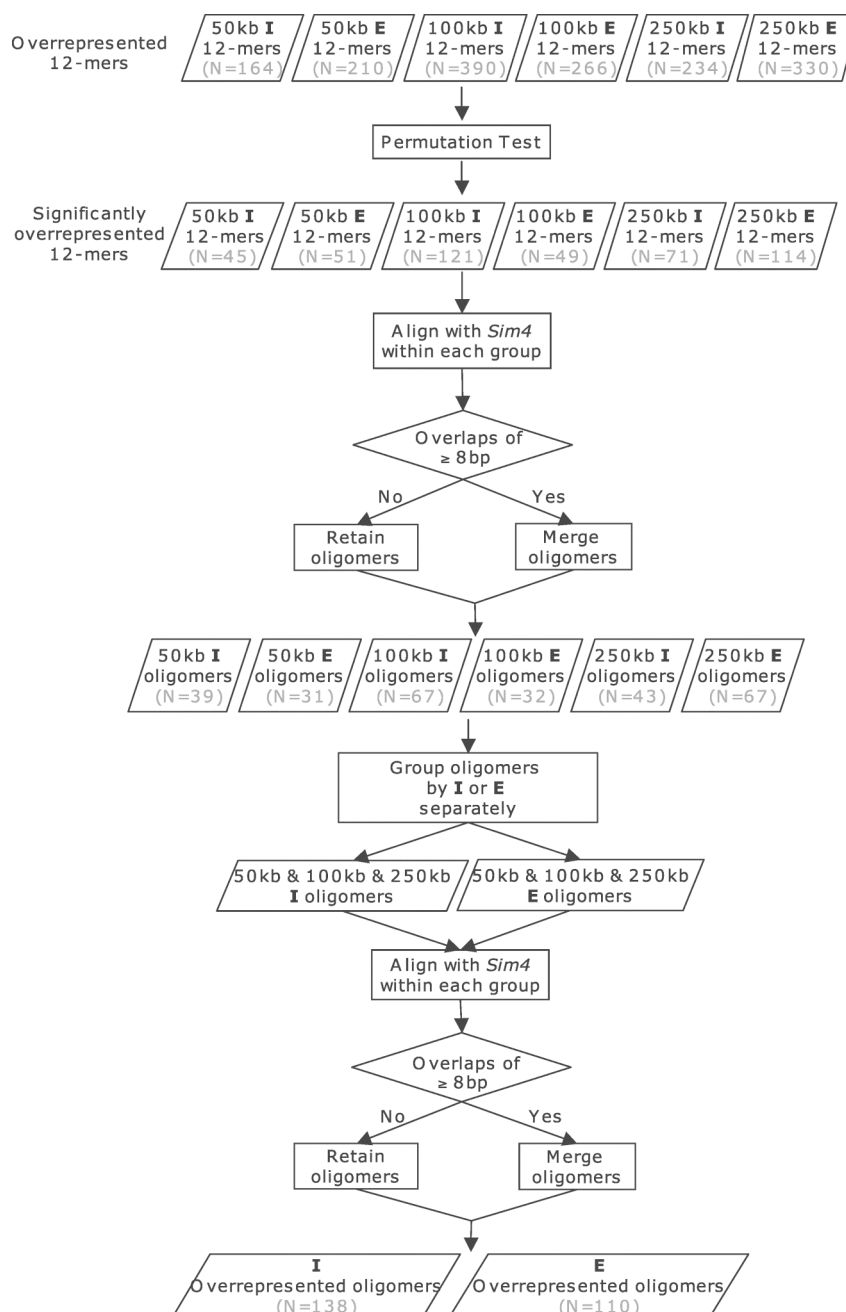 Overrepresented
12-mers
50kb I
12-mers
(N=164)
50kb E
12-mers
(N=210)
100kb I
12-mers
(N=390)
100kb E
12-mers
(N=266)
250kb I
12-mers
(N=234)
250kb E
12-mers
(N=330)
Permutation Test
Significantly
overrepresented
12-mers
50kb I
12-mers
(N=45)
50kb E
12-mers
(N=51)
100kb I
12-mers
(N=121)
100kb E
12-mers
(N=49)
250kb I
12-mers
(N=71)
250kb E
12-mers
(N=114)
Align with Sim4
within each group
Overlaps of
≥ 8bp
No
Yes
Retain
oligomers
Merge
oligomers
50kb I
oligomers
(N=39)
50kb E
oligomers
(N=31)
100kb I
oligomers
(N=67)
100kb E
oligomers
(N=32)
250kb I
oligomers
(N=43)
250kb E
oligomers
(N=67)
Group oligomers
by I or E
separately
50kb & 100kb & 250kb
I oligomers
50kb & 100kb & 250kb
E oligomers
Align with Sim4
within each group
Overlaps of
≥ 8bp
No
Yes
Retain
oligomers
Merge
oligomers
I
Overrepresented oligomers
(N=138)
E
Overrepresented oligomers
(N=110)